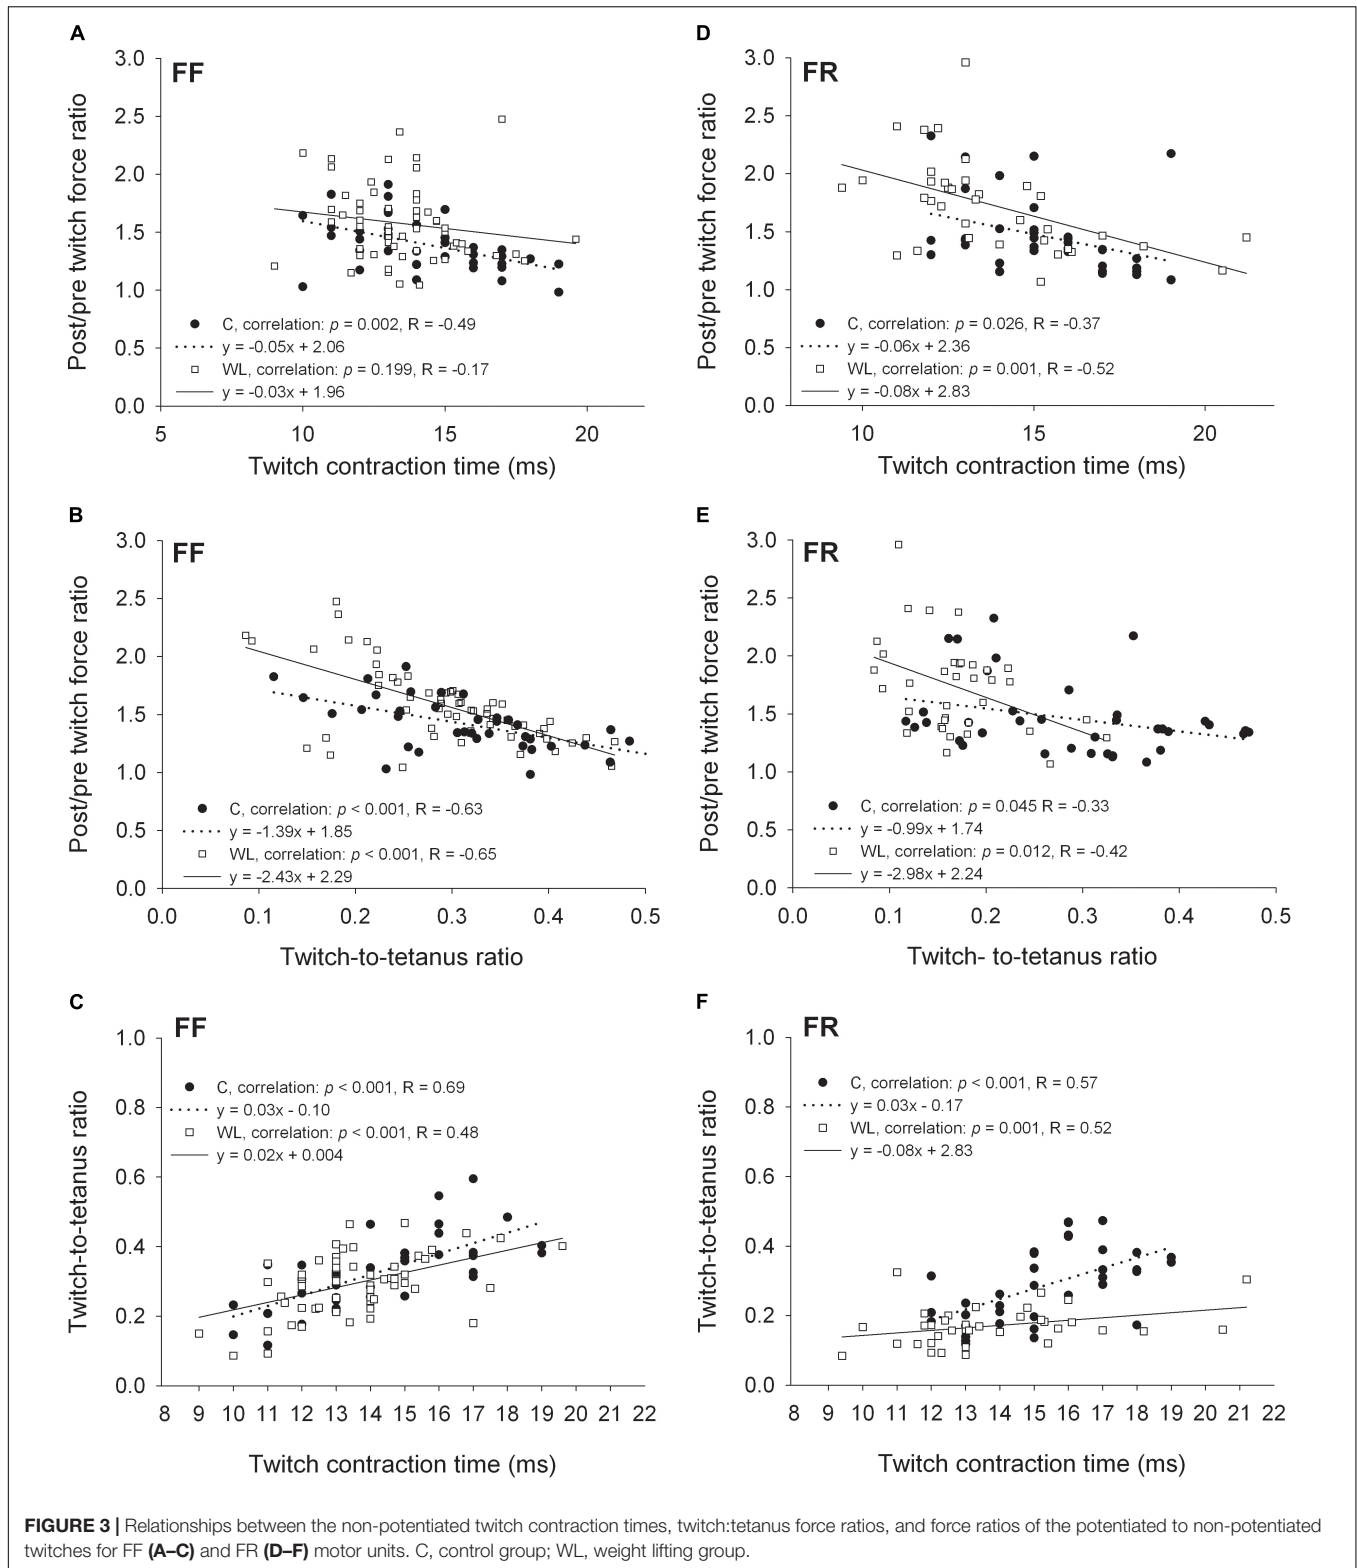 A
FF
3.0
2.5
2.0
1.5
1.0
0.5
0.0
Post/pre twitch force ratio
C, correlation: p = 0.002, R = -0.49
y = -0.05x + 2.06
WL, correlation: p = 0.199, R = -0.17
y = -0.03x + 1.96
5 10 15 20
Twitch contraction time (ms)
B
FF
3.0
2.5
2.0
1.5
1.0
0.5
0.0
Post/pre twitch force ratio
C, correlation: p < 0.001, R = -0.63
y = -1.39x + 1.85
WL, correlation: p < 0.001, R = -0.65
y = -2.43x + 2.29
0.0 0.1 0.2 0.3 0.4 0.5
Twitch-to-tetanus ratio
C
FF
1.0
0.8
0.6
0.4
0.2
0.0
Twitch-to-tetanus ratio
C, correlation: p < 0.001, R = 0.69
y = 0.03x - 0.10
WL, correlation: p < 0.001, R = 0.48
y = 0.02x + 0.004
8 9 10 11 12 13 14 15 16 17 18 19 20 21 22
Twitch contraction time (ms)
D
FR
3.0
2.5
2.0
1.5
1.0
0.5
0.0
Post/pre twitch force ratio
C, correlation: p = 0.026, R = -0.37
y = -0.06x + 2.36
WL, correlation: p = 0.001, R = -0.52
y = -0.08x + 2.83
10 15 20
Twitch contraction time (ms)
E
FR
3.0
2.5
2.0
1.5
1.0
0.5
0.0
Post/pre twitch force ratio
C, correlation: p = 0.045 R = -0.33
y = -0.99x + 1.74
WL, correlation: p = 0.012, R = -0.42
y = -2.98x + 2.24
0.0 0.1 0.2 0.3 0.4 0.5
Twitch- to-tetanus ratio
F
FR
1.0
0.8
0.6
0.4
0.2
0.0
Twitch-to-tetanus ratio
C, correlation: p < 0.001, R = 0.57
y = 0.03x - 0.17
WL, correlation: p = 0.001, R = 0.52
y = -0.08x + 2.83
8 9 10 11 12 13 14 15 16 17 18 19 20 21 22
Twitch contraction time (ms)
FIGURE 3 | Relationships between the non-potentiated twitch contraction times, twitch:tetanus force ratios, and force ratios of the potentiated to non-potentiated
twitches for FF (A–C) and FR (D–F) motor units. C, control group; WL, weight lifting group.